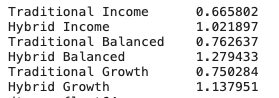 Traditional Income 0.665802
Hybrid Income 1.021897
Traditional Balanced 0.762637
Hybrid Balanced 1.279433
Traditional Growth 0.750284
Hybrid Growth 1.137951